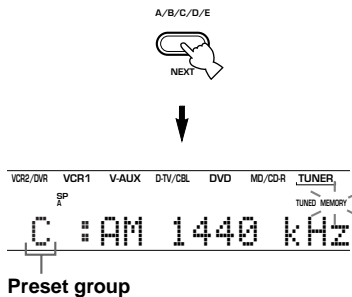 A/B/C/D/E
NEXT
VCR2/DVR VCR1 V-AUX D-TV/CBL DVD MD/CD-R TUNER
SP
A
TUNED MEMORY
C :AM 1440 kHz
Preset group